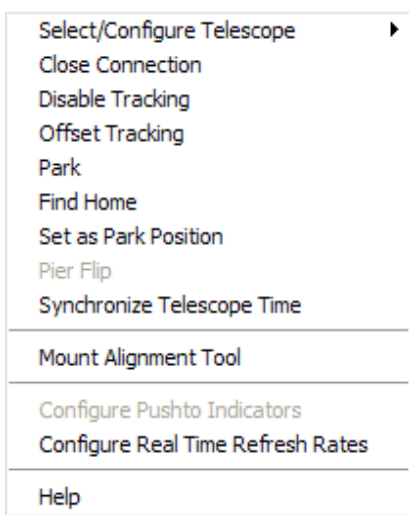 Select/Configure Telescope
Close Connection
Disable Tracking
Offset Tracking
Park
Find Home
Set as Park Position
Pier Flip
Synchronize Telescope Time
Mount Alignment Tool
Configure Pushto Indicators
Configure Real Time Refresh Rates
Help